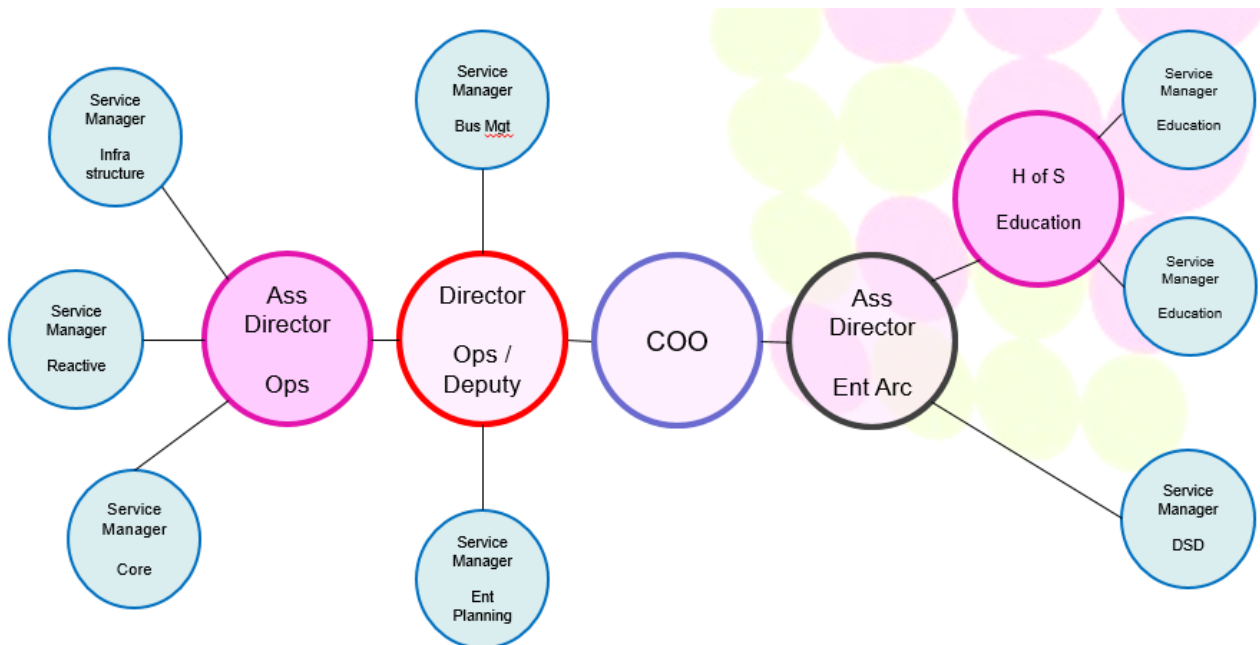 Service
Manager
Infra
structure
Service
Manager
Reactive
Service
Manager
Core
Ass
Director
Ops
Service
Manager
Bus Mgt
Director
Ops /
Deputy
Service
Manager
Ent
Planning
COO
Ass
Director
Ent Arc
H of S
Education
Service
Manager
Education
Service
Manager
Education
Service
Manager
DSD